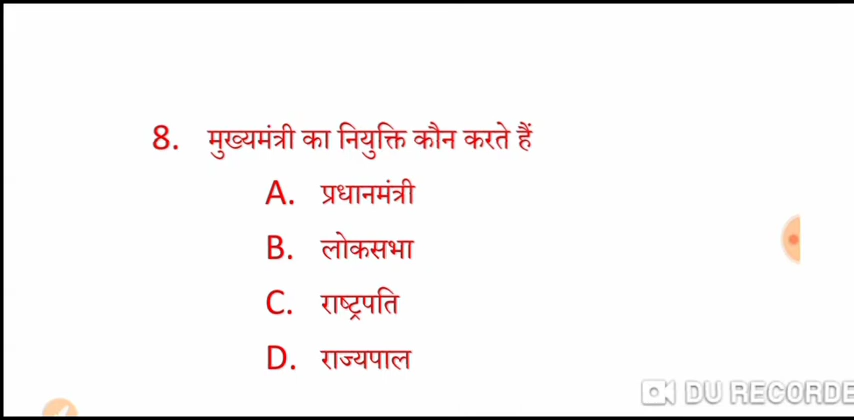 8. मुख्यमंत्री का नियुक्ति कौन करते हैं
A. प्रधानमंत्री
B. लोकसभा
C. राष्ट्रपति
D. राज्यपाल
DU RECORDE